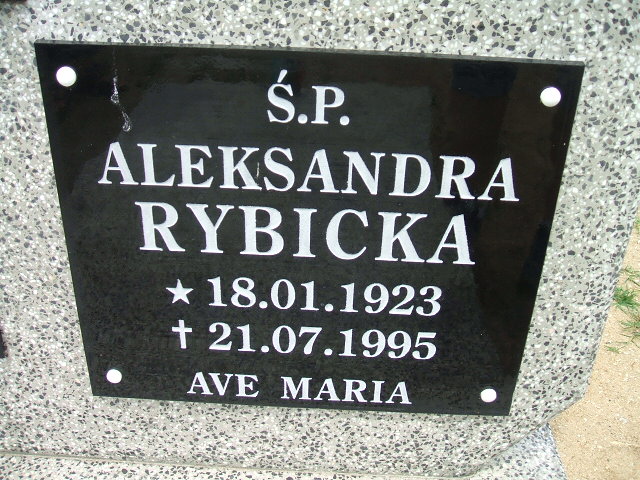 Ś.P.
ALEKSANDRA
RYBICKA
★ 18.01.1923
✝ 21.07.1995
AVE MARIA